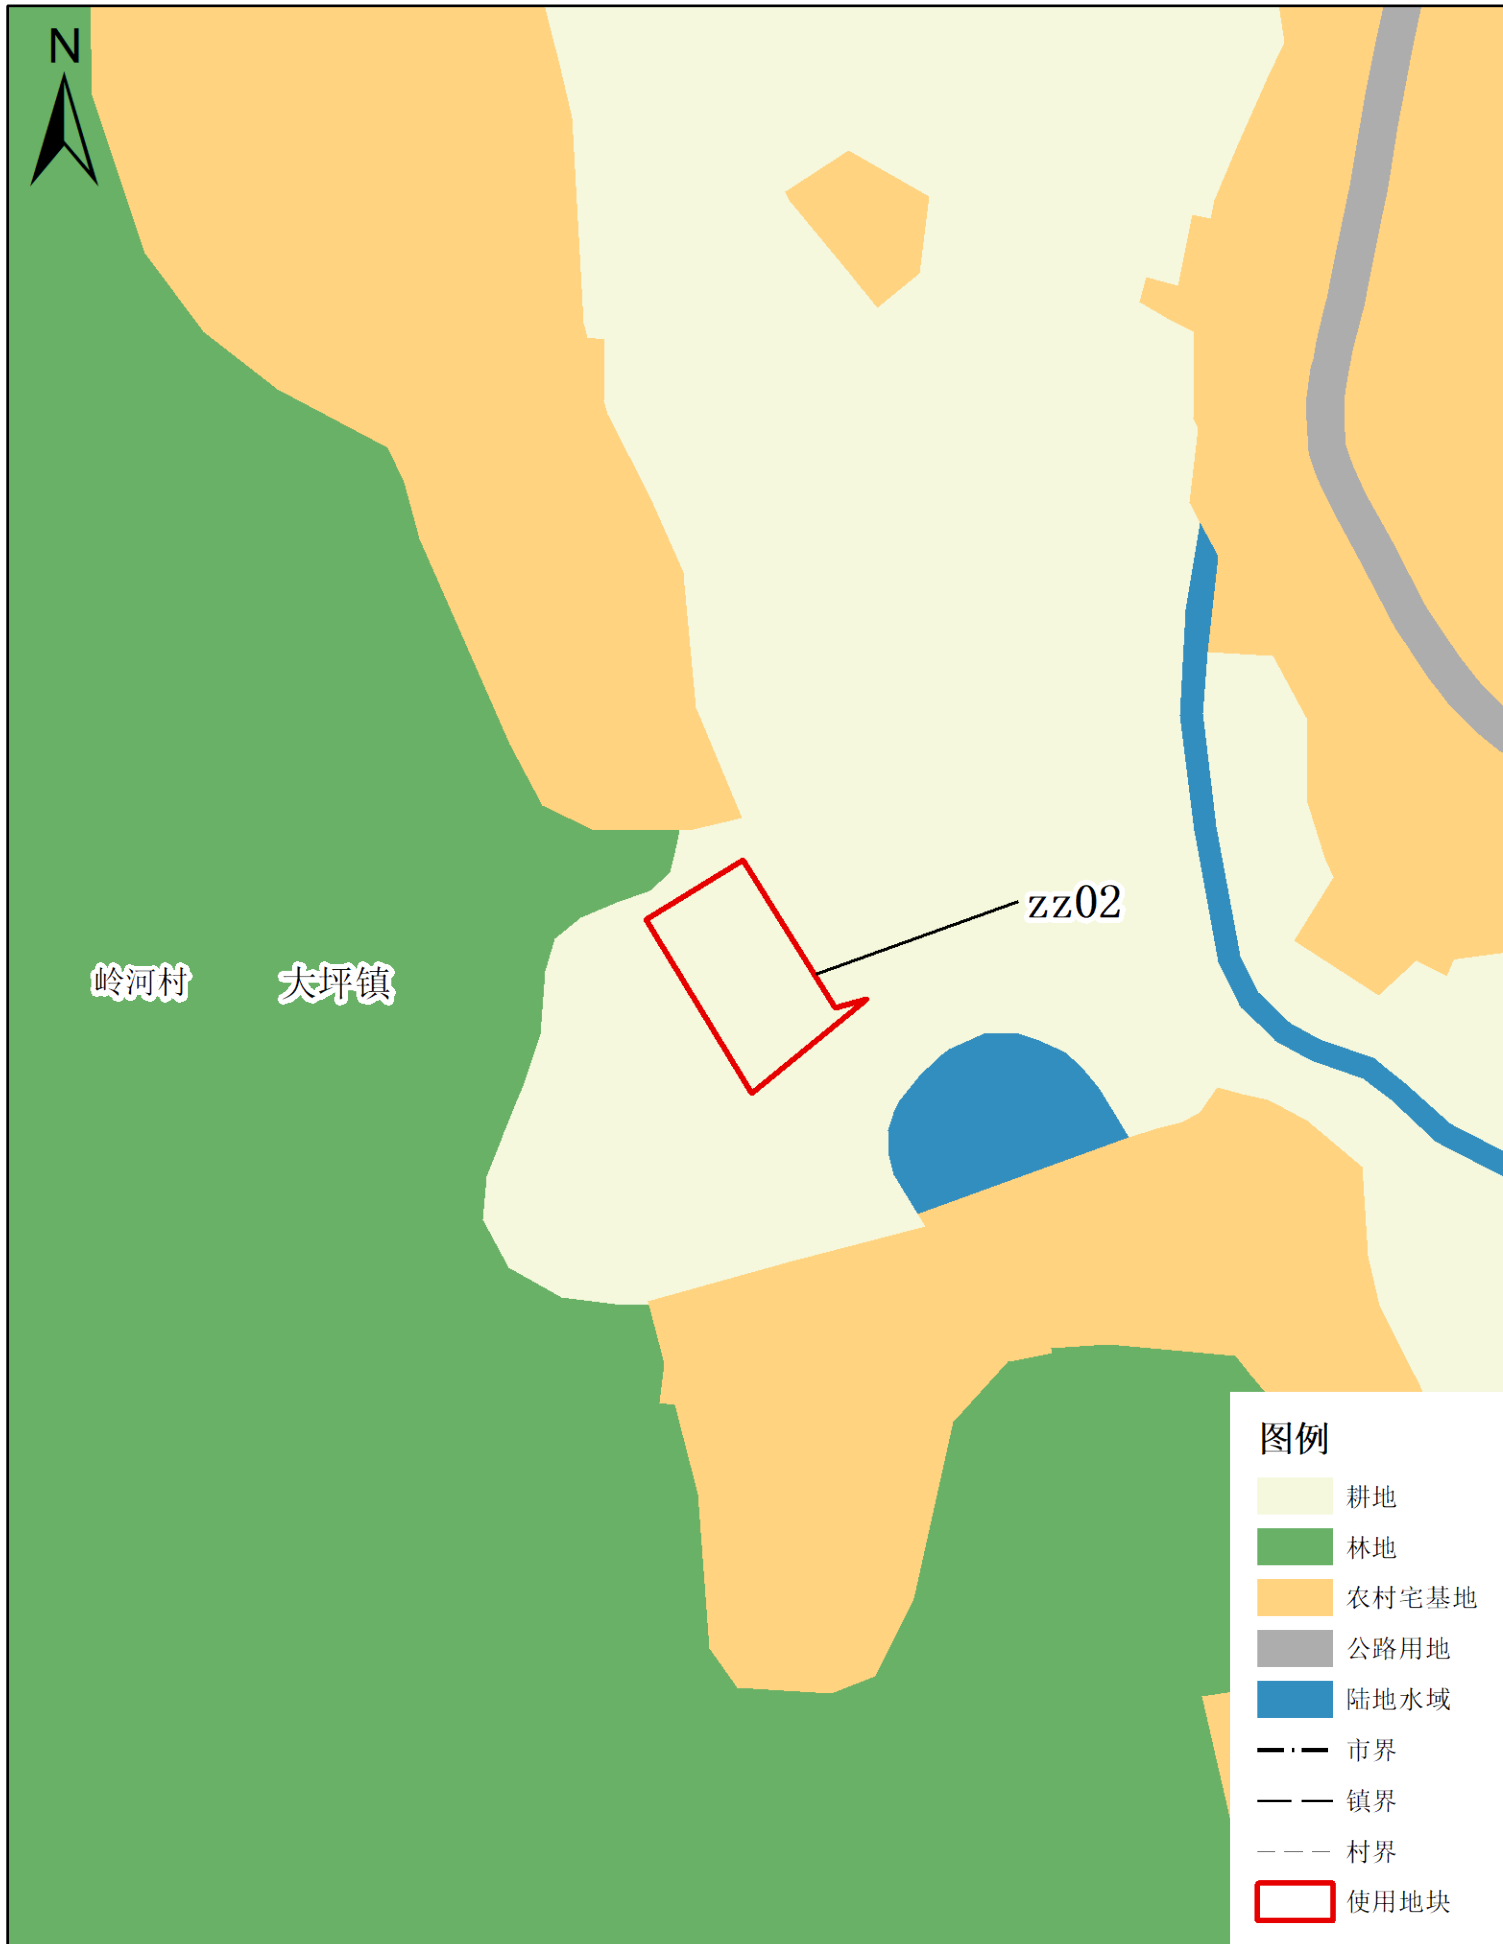 N
zz02
岭河村
大坪镇
图例
耕地
林地
农村宅基地
公路用地
陆地水域
市界
镇界
村界
使用地块